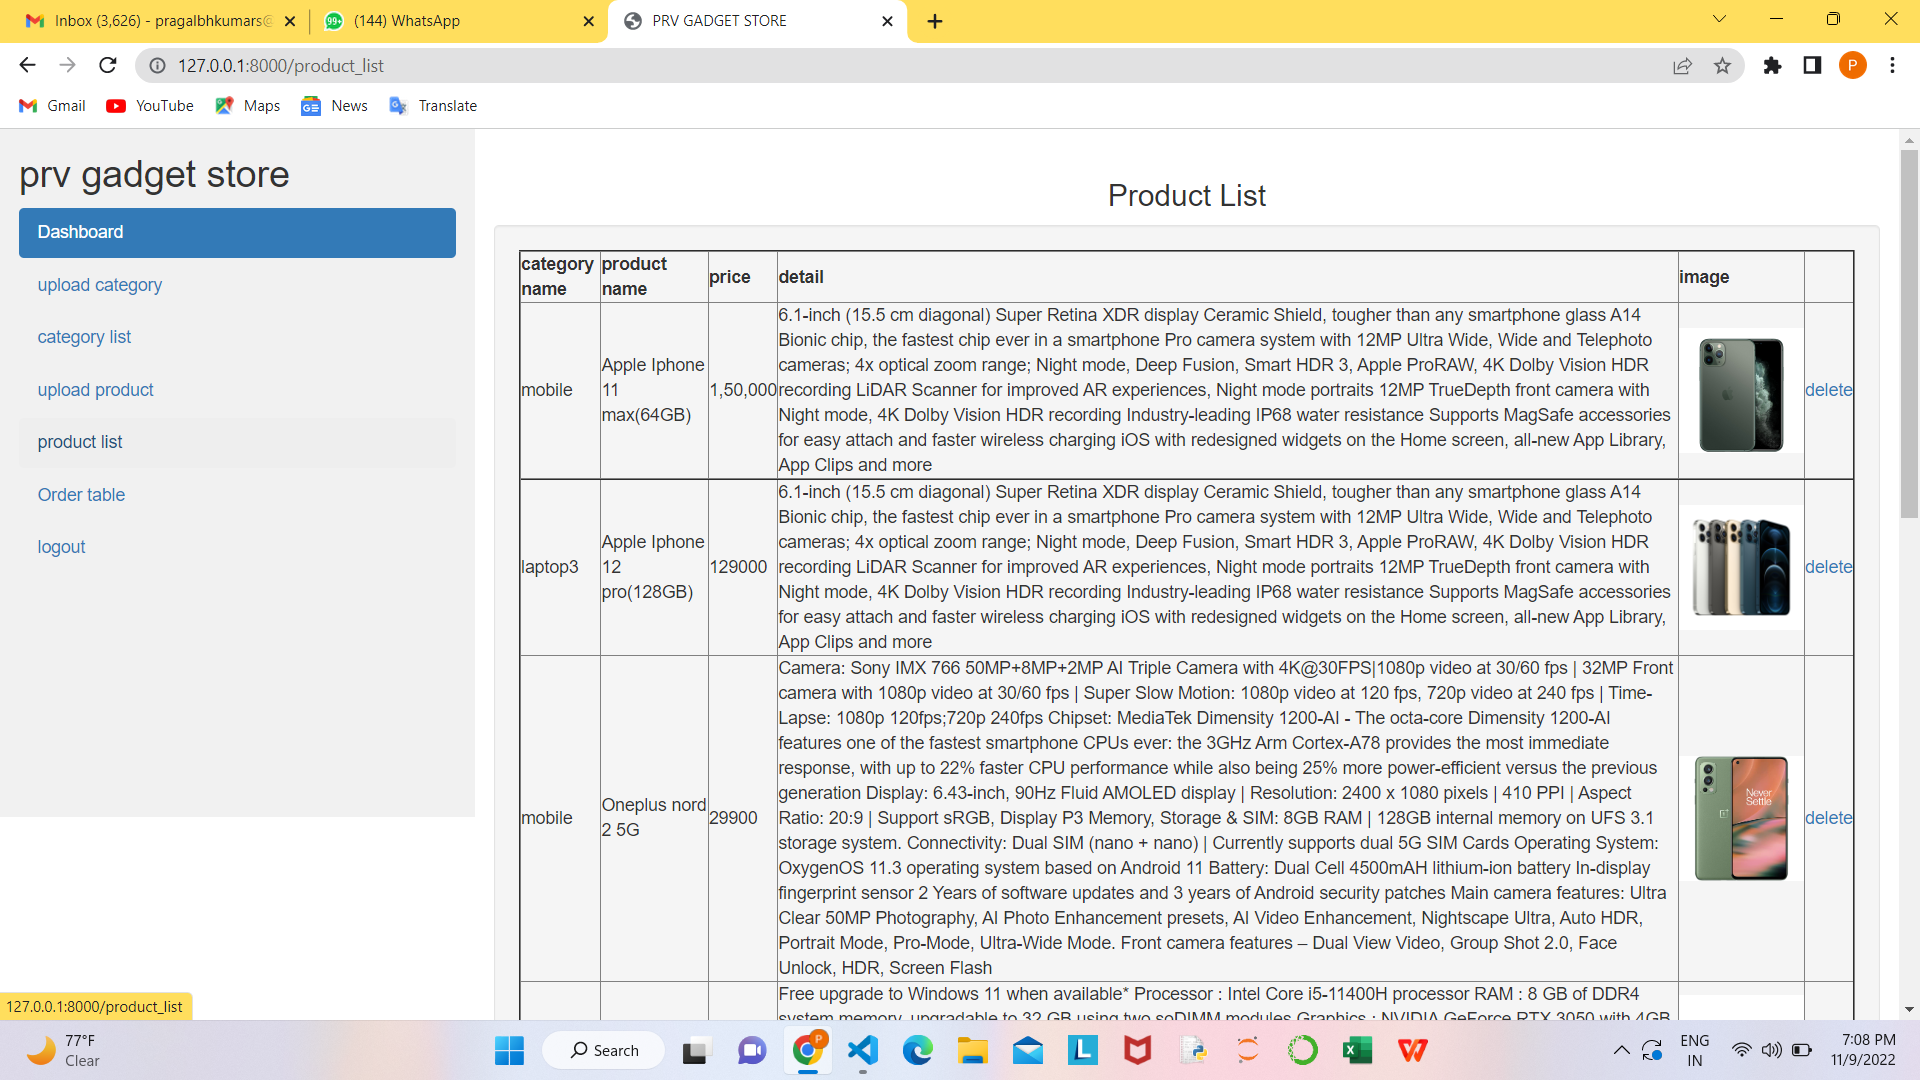 Inbox (3,626) - pragalbhkumars@
(144) WhatsApp
PRV GADGET STORE
127.0.0.1:8000/product_list
P
Gmail
YouTube
Maps
News
Translate
prv gadget store
Dashboard
upload category
category list
upload product
product list
Order table
logout
Product List
category name
product name
price
detail
image
mobile
Apple Iphone
11
max(64GB)
1,50,000
6.1-inch (15.5 cm diagonal) Super Retina XDR display Ceramic Shield, tougher than any smartphone glass A14
Bionic chip, the fastest chip ever in a smartphone Pro camera system with 12MP Ultra Wide, Wide and Telephoto
cameras; 4x optical zoom range; Night mode, Deep Fusion, Smart HDR 3, Apple ProRAW, 4K Dolby Vision HDR
recording LiDAR Scanner for improved AR experiences, Night mode portraits 12MP TrueDepth front camera with
Night mode, 4K Dolby Vision HDR recording Industry-leading IP68 water resistance Supports MagSafe accessories
for easy attach and faster wireless charging iOS with redesigned widgets on the Home screen, all-new App Library,
App Clips and more
delete
laptop3
Apple Iphone
12
pro(128GB)
129000
6.1-inch (15.5 cm diagonal) Super Retina XDR display Ceramic Shield, tougher than any smartphone glass A14
Bionic chip, the fastest chip ever in a smartphone Pro camera system with 12MP Ultra Wide, Wide and Telephoto
cameras; 4x optical zoom range; Night mode, Deep Fusion, Smart HDR 3, Apple ProRAW, 4K Dolby Vision HDR
recording LiDAR Scanner for improved AR experiences, Night mode portraits 12MP TrueDepth front camera with
Night mode, 4K Dolby Vision HDR recording Industry-leading IP68 water resistance Supports MagSafe accessories
for easy attach and faster wireless charging iOS with redesigned widgets on the Home screen, all-new App Library,
App Clips and more
delete
mobile
Oneplus nord
2 5G
29900
Camera: Sony IMX 766 50MP+8MP+2MP AI Triple Camera with 4K@30FPS|1080p video at 30/60 fps | 32MP Front
camera with 1080p video at 30/60 fps | Super Slow Motion: 1080p video at 120 fps, 720p video at 240 fps | Time-
Lapse: 1080p 120fps;720p 240fps Chipset: MediaTek Dimensity 1200-AI - The octa-core Dimensity 1200-AI
features one of the fastest smartphone CPUs ever: the 3GHz Arm Cortex-A78 provides the most immediate
response, with up to 22% faster CPU performance while also being 25% more power-efficient versus the previous
generation Display: 6.43-inch, 90Hz Fluid AMOLED display | Resolution: 2400 x 1080 pixels | 410 PPI | Aspect
Ratio: 20:9 | Support sRGB, Display P3 Memory, Storage & SIM: 8GB RAM | 128GB internal memory on UFS 3.1
storage system. Connectivity: Dual SIM (nano + nano) | Currently supports dual 5G SIM Cards Operating System:
OxygenOS 11.3 operating system based on Android 11 Battery: Dual Cell 4500mAH lithium-ion battery In-display
fingerprint sensor 2 Years of software updates and 3 years of Android security patches Main camera features: Ultra
Clear 50MP Photography, AI Photo Enhancement presets, AI Video Enhancement, Nightscape Ultra, Auto HDR,
Portrait Mode, Pro-Mode, Ultra-Wide Mode. Front camera features – Dual View Video, Group Shot 2.0, Face
Unlock, HDR, Screen Flash
Never
Settle
delete
Free upgrade to Windows 11 when available* Processor : Intel Core i5-11400H processor RAM : 8 GB of DDR4
system memory, upgradable to 32 GB using two soDIMM modules Graphics : NVIDIA GeForce RTX 3050 with 4GB
127.0.0.1:8000/product_list
77°F
Clear
Search
ENG
IN
7:08 PM
11/9/2022